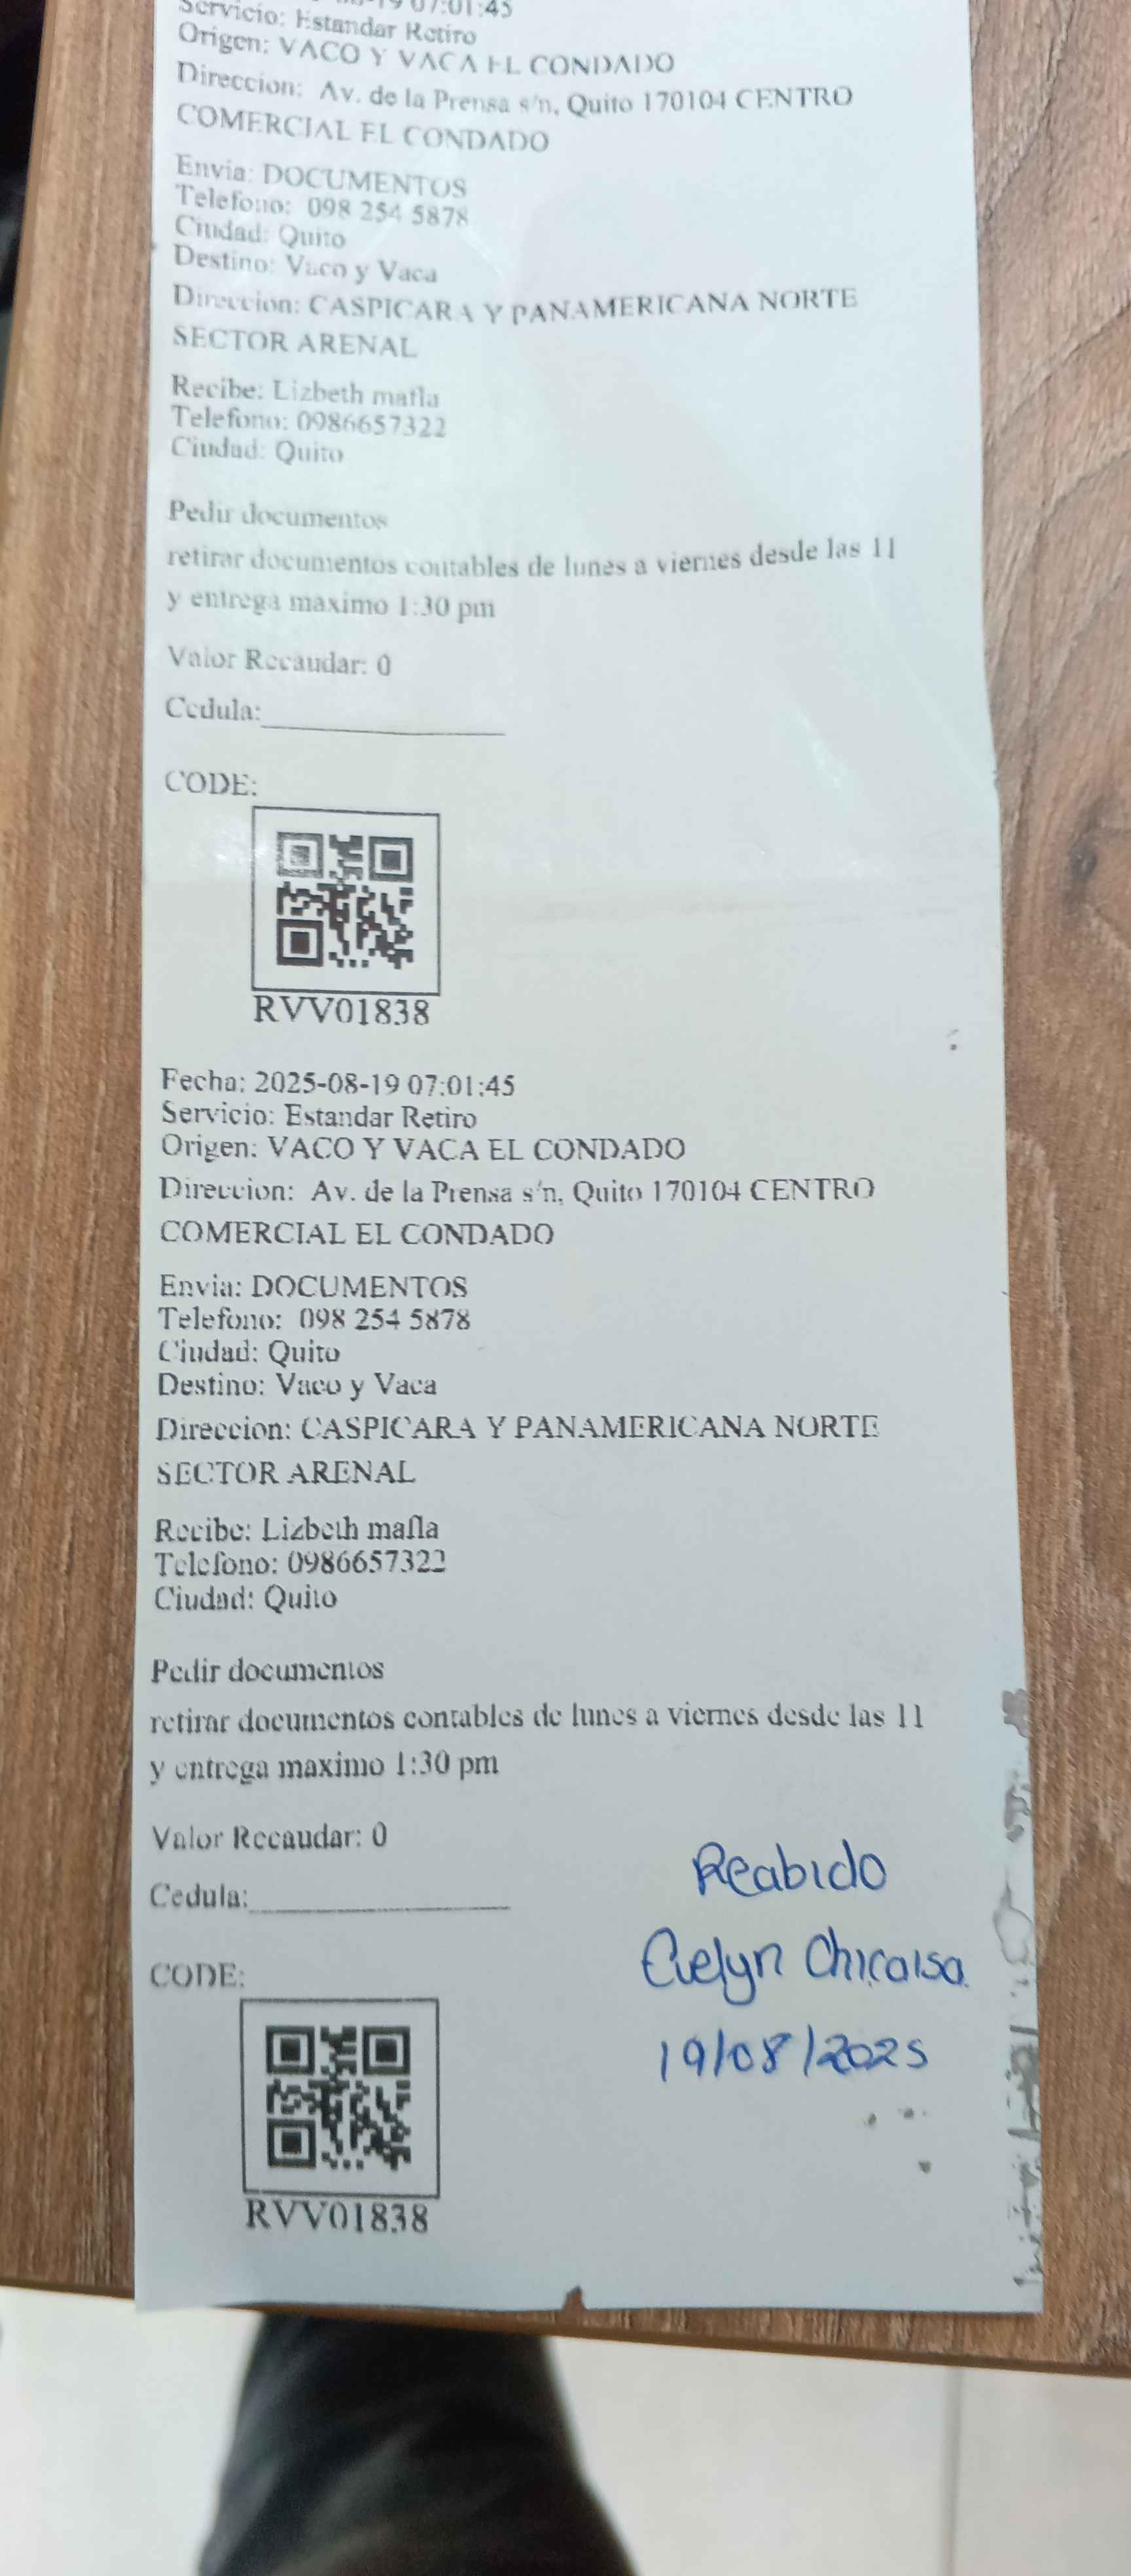 19 07:01:45
Servicio: Estandar Retiro
Origen: VACO Y VACA EL CONDADO
Direccion: Av. de la Prensa s/n, Quito 170104 CENTRO
COMERCIAL EL CONDADO
Envia: DOCUMENTOS
Telefono: 098 254 5878
Ciudad: Quito
Destino: Vaco y Vaca
Direccion: CASPICARA Y PANAMERICANA NORTE
SECTOR ARENAL
Recibe: Lizbeth mafla
Telefono: 0986657322
Ciudad: Quito
Pedir documentos
retirar documentos contables de lunes a viernes desde las 11
y entrega maximo 1:30 pm
Valor Recaudar: 0
Cedula:
CODE:
RVV01838
Fecha: 2025-08-19 07:01:45
Servicio: Estandar Retiro
Origen: VACO Y VACA EL CONDADO
Direccion: Av. de la Prensa s/n, Quito 170104 CENTRO
COMERCIAL EL CONDADO
Envia: DOCUMENTOS
Telefono: 098 254 5878
Ciudad: Quito
Destino: Vaco y Vaca
Direccion: CASPICARA Y PANAMERICANA NORTE
SECTOR ARENAL
Recibe: Lizbeth mafla
Telefono: 0986657322
Ciudad: Quito
Pedir documentos
retirar documentos contables de lunes a viernes desde las 11
y entrega maximo 1:30 pm
Valor Recaudar: 0
Cedula:
Recibido
Evelyn Chicaisa
CODE:
19/08/2025
RVV01838